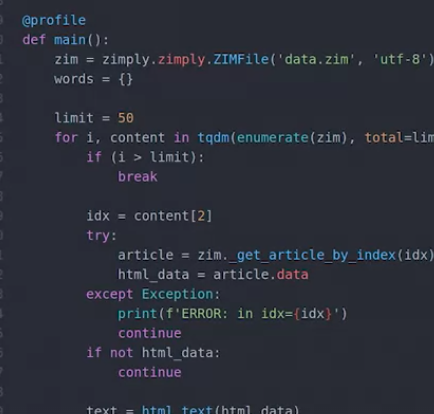 @profile
def main():
    zim = zimply.zimply.ZIMFile('data.zim', 'utf-8')
    words = {}

    limit = 50
    for i, content in tqdm(enumerate(zim), total=lim
        if (i > limit):
            break

        idx = content[2]
        try:
            article = zim._get_article_by_index(idx)
            html_data = article.data
        except Exception:
            print(f'ERROR: in idx={idx}')
            continue
        if not html_data:
            continue

        text = html_text(html_data)